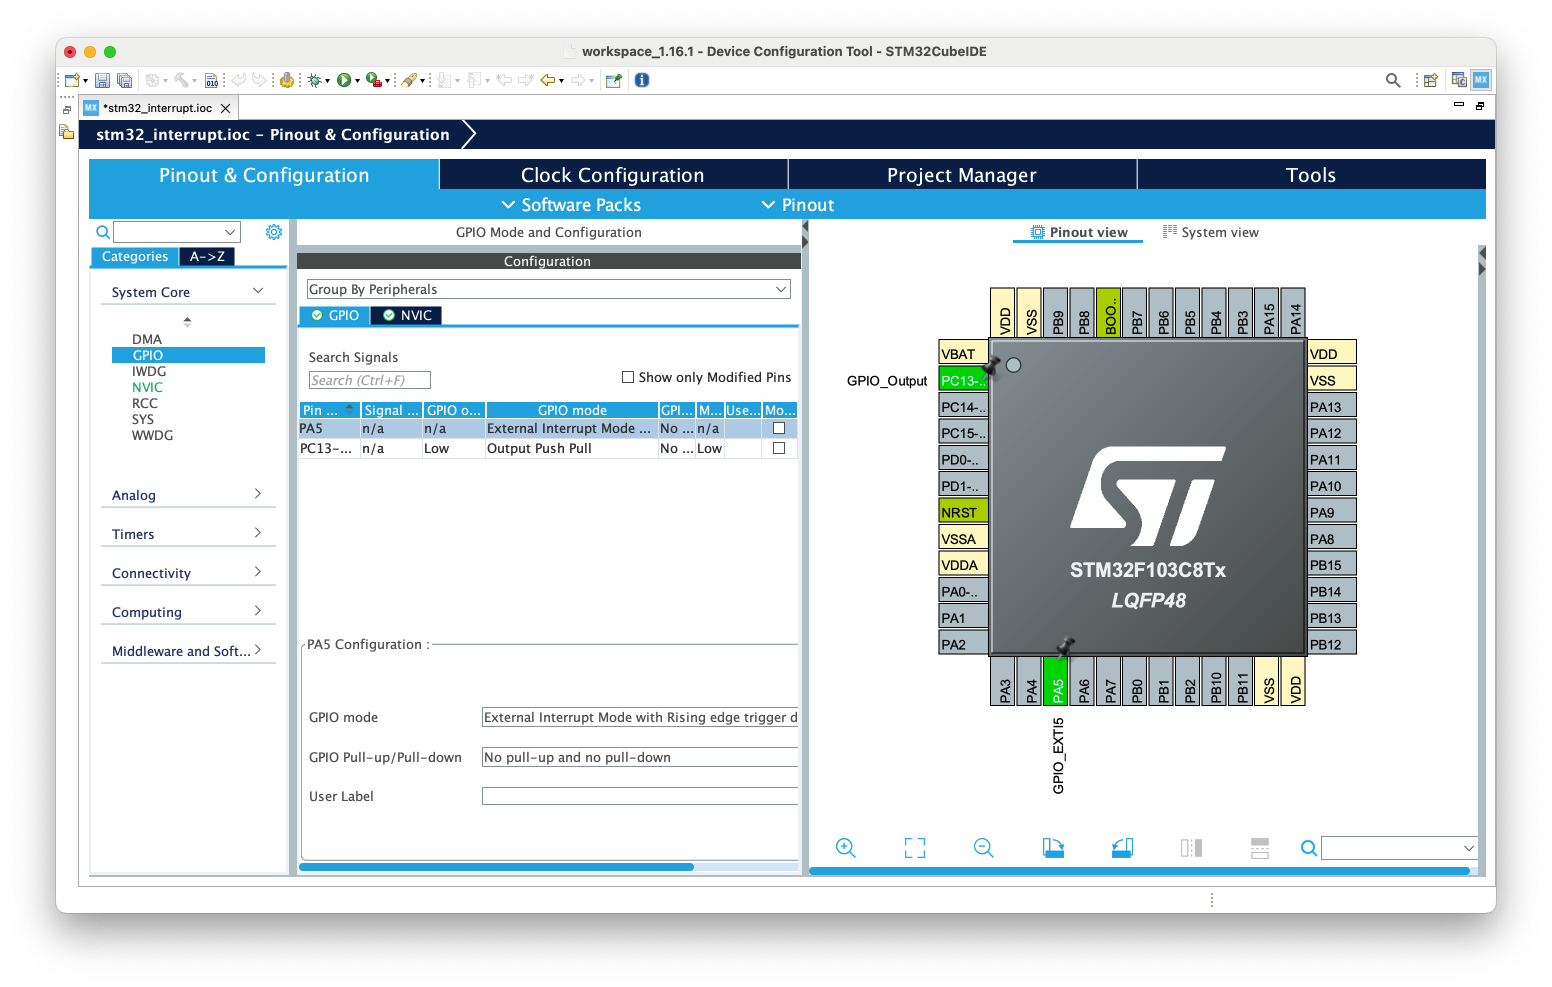 workspace_1.16.1 - Device Configuration Tool - STM32CubeIDE
010
MX
MX *stm32_interrupt.ioc
stm32_interrupt.ioc – Pinout & Configuration
Pinout & Configuration
Clock Configuration
Project Manager
Tools
Software Packs
Pinout
Categories
A->Z
System Core
DMA
GPIO
IWDG
NVIC
RCC
SYS
WWDG
Analog
Timers
Connectivity
Computing
Middleware and Soft...
GPIO Mode and Configuration
Configuration
Group By Peripherals
GPIO
NVIC
Search Signals
Search (Ctrl+F)
Show only Modified Pins
Pin ... Signal ... GPIO o... GPIO mode GPI... M... Use... Mo...
PA5 n/a n/a External Interrupt Mode ... No ... n/a
PC13-... n/a Low Output Push Pull No ... Low
PA5 Configuration :
GPIO mode
External Interrupt Mode with Rising edge trigger d
GPIO Pull-up/Pull-down
No pull-up and no pull-down
User Label
Pinout view
System view
VDD
VSS
PB9
PB8
BOO..
PB7
PB6
PB5
PB4
PB3
PA15
PA14
GPIO_Output
VBAT
PC13-..
PC14-..
PC15-..
PD0-..
PD1-..
NRST
VSSA
VDDA
PA0-..
PA1
PA2
STM32F103C8Tx
LQFP48
VDD
VSS
PA13
PA12
PA11
PA10
PA9
PA8
PB15
PB14
PB13
PB12
PA3
PA4
PA5
PA6
PA7
PB0
PB1
PB2
PB10
PB11
VSS
VDD
GPIO_EXTI5